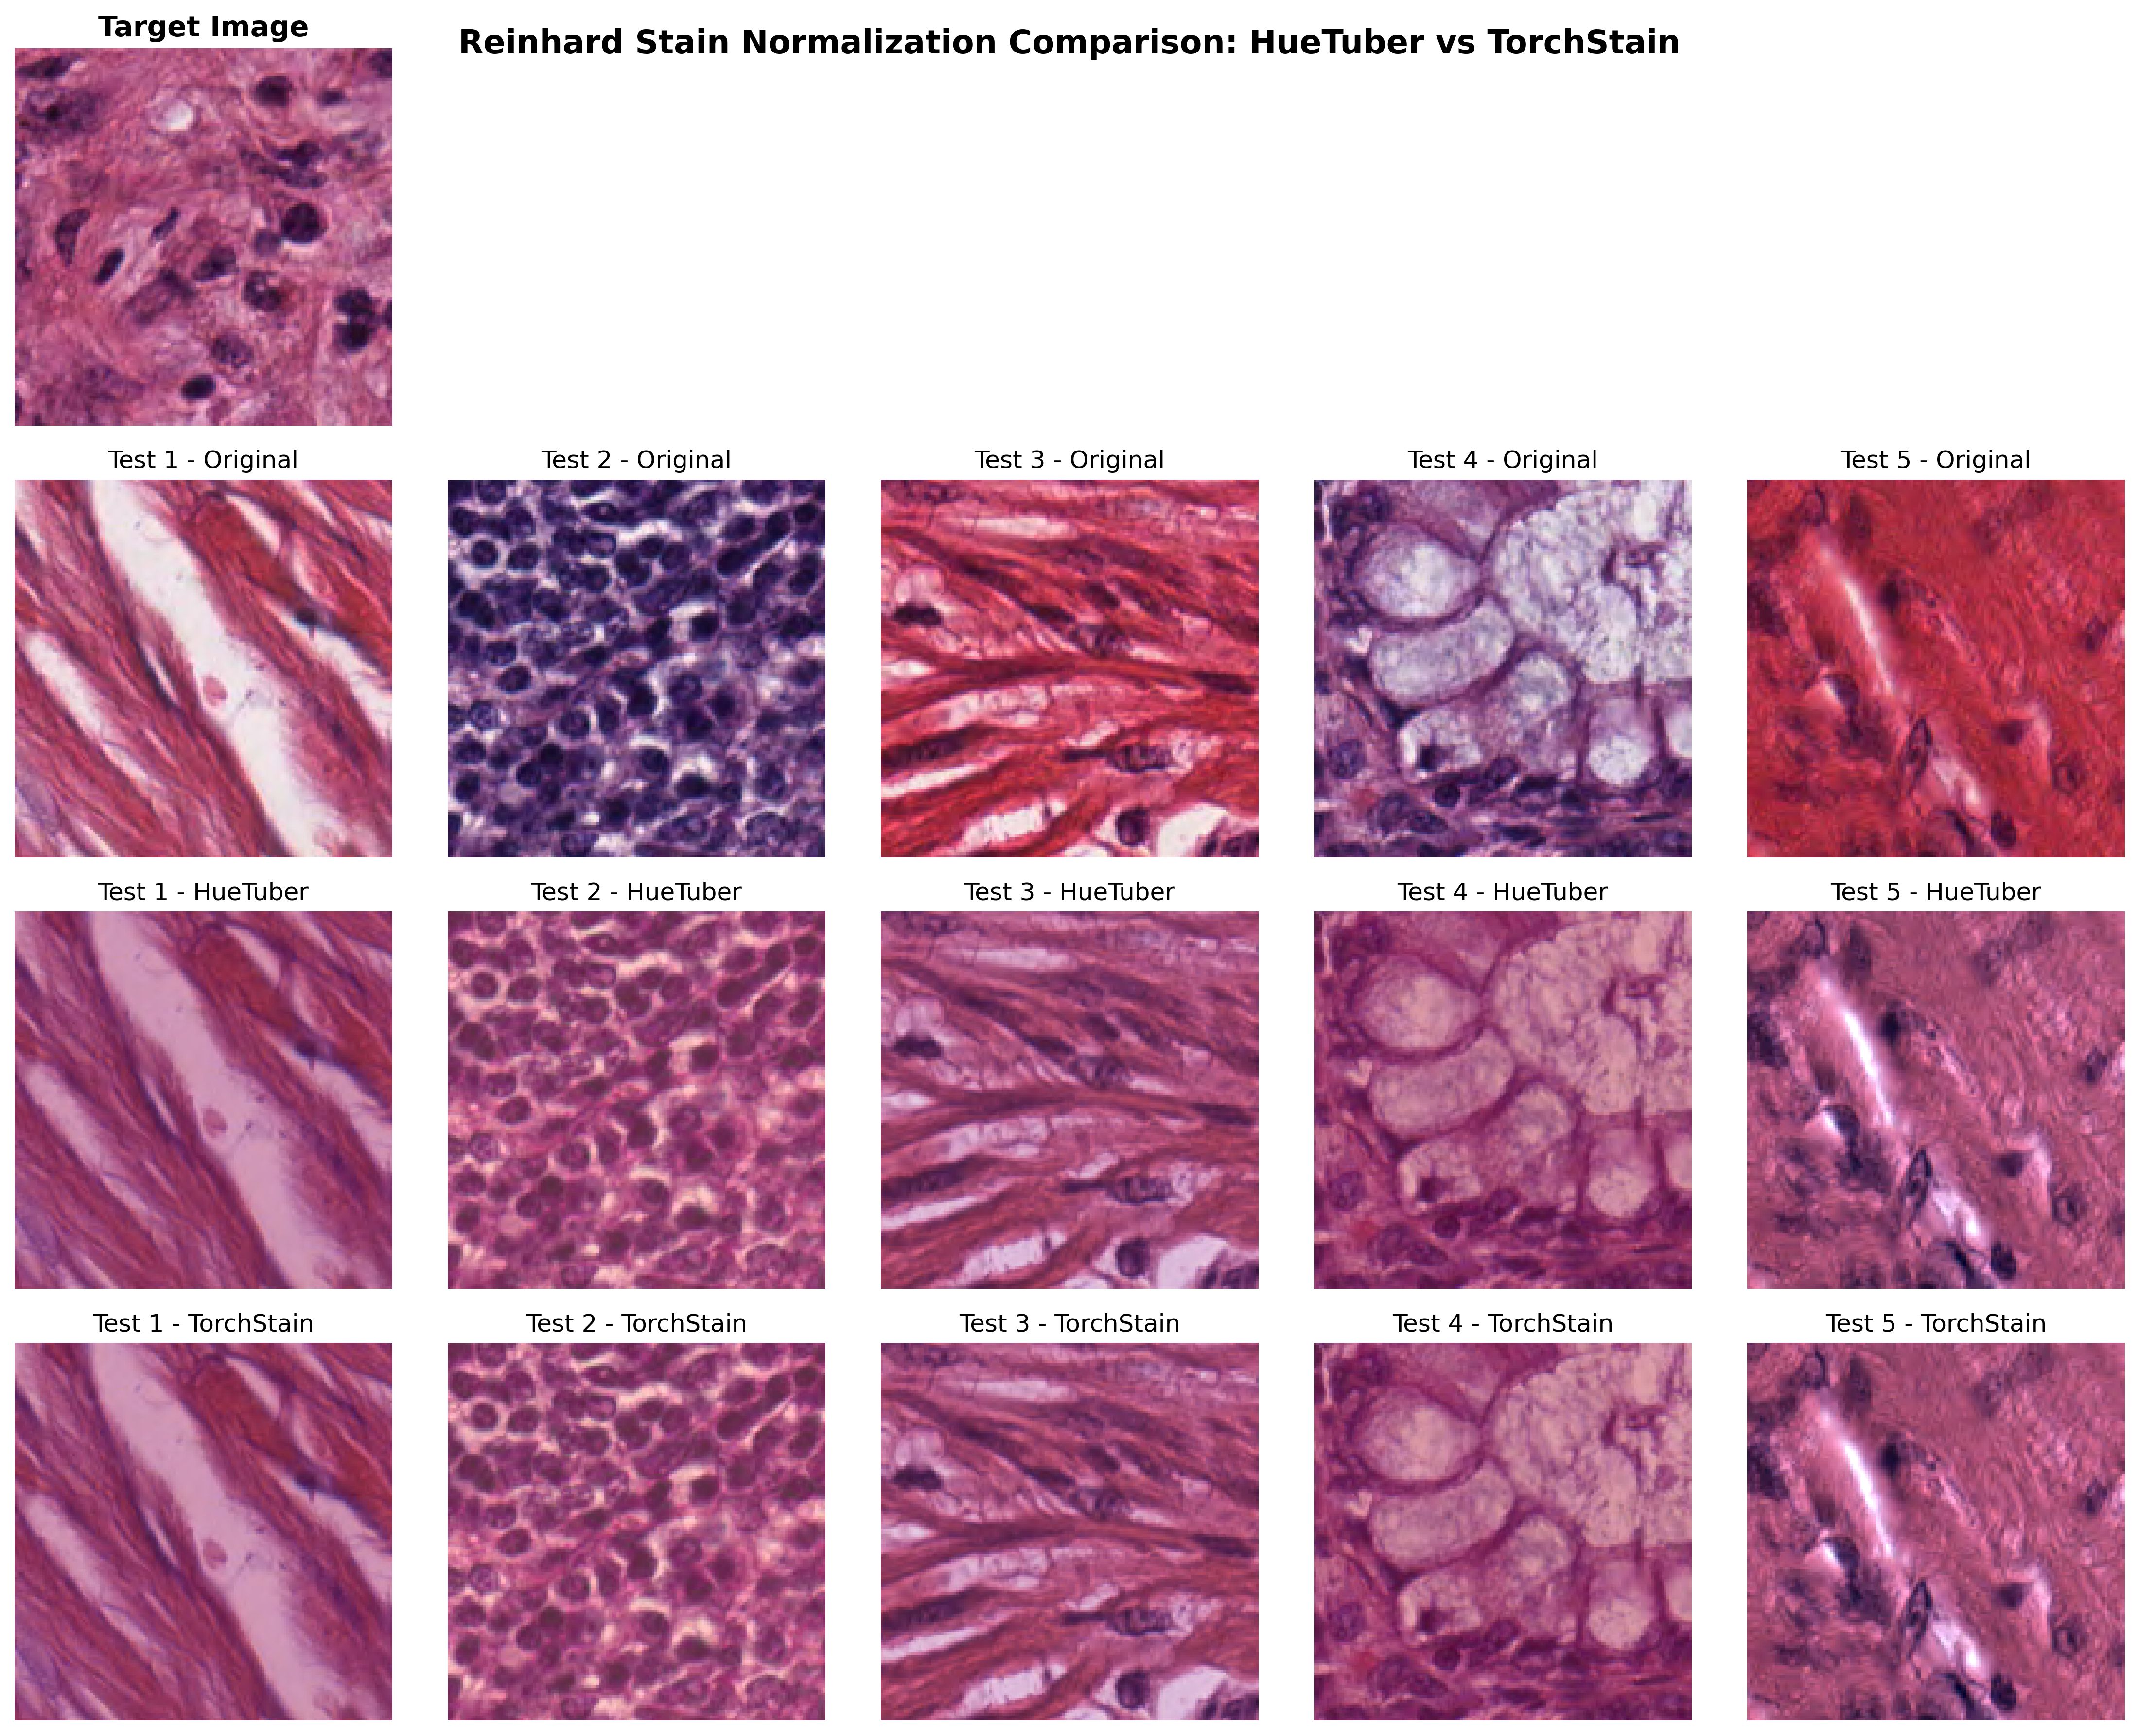 Target Image
Reinhard Stain Normalization Comparison: HueTuber vs TorchStain
Test 1 - Original
Test 2 - Original
Test 3 - Original
Test 4 - Original
Test 5 - Original
Test 1 - HueTuber
Test 2 - HueTuber
Test 3 - HueTuber
Test 4 - HueTuber
Test 5 - HueTuber
Test 1 - TorchStain
Test 2 - TorchStain
Test 3 - TorchStain
Test 4 - TorchStain
Test 5 - TorchStain